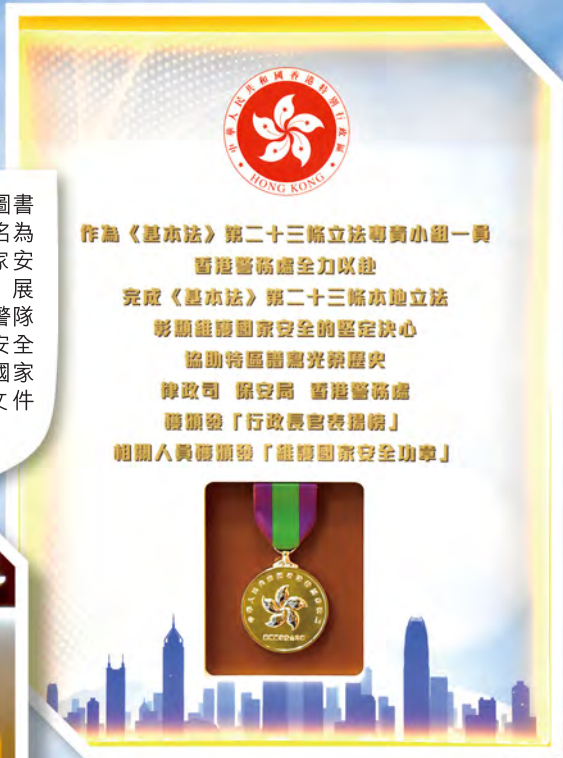 中華人民共和國香港特別行政區
HONG KONG
圖書
名為
家安
展
警隊
安全
國家
文件
作為《基本法》第二十三條立法專責小組一員
香港警務處全力以赴
完成《基本法》第二十三條本地立法
彰顯維護國家安全的堅定決心
協助特區譜寫光榮歷史
律政司 保安局 香港警務處
獲頒發「行政長官表揚榜」
相關人員獲頒發「維護國家安全功章」